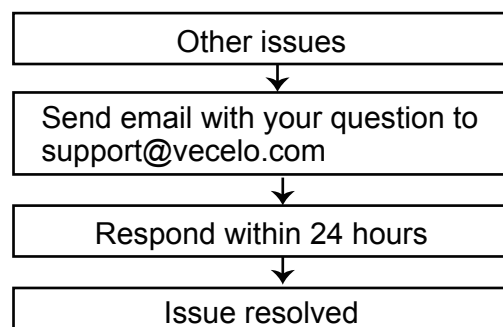 Other issues
Send email with your question to
support@vecelo.com
Respond within 24 hours
Issue resolved